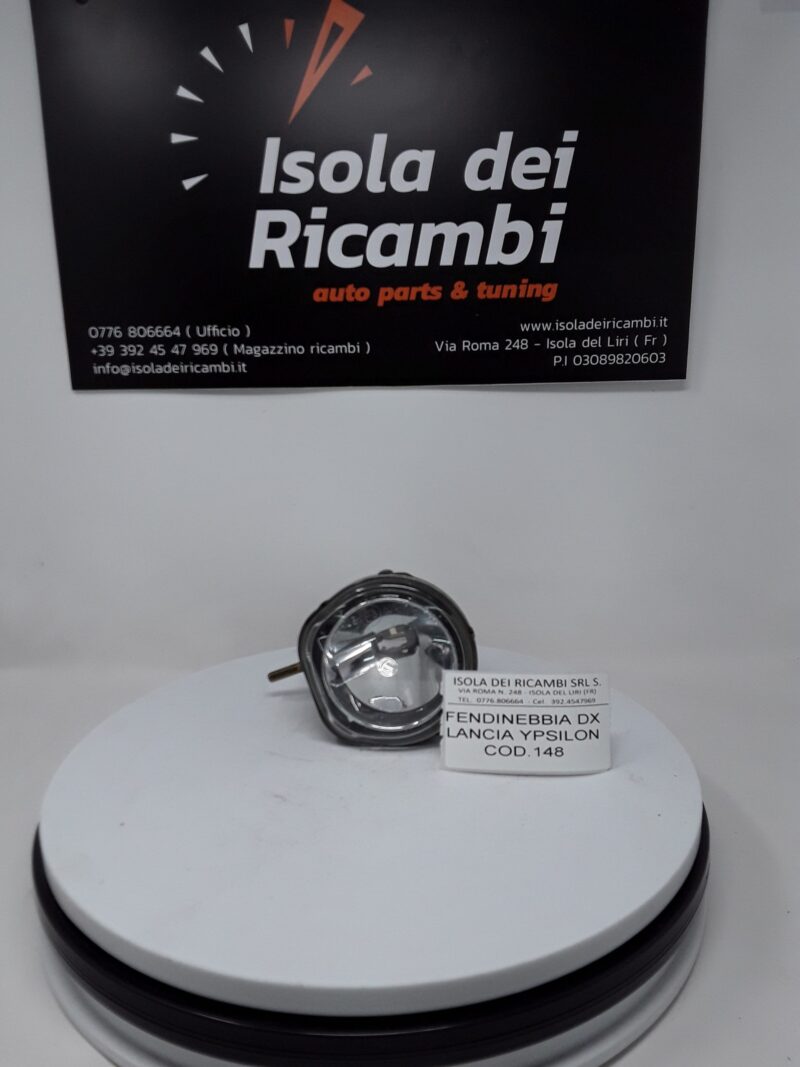 Isola dei
Ricambi
auto parts & tuning
0776 806664 ( Ufficio )
+39 392 45 47 969 ( Magazzino ricambi )
info@isoladeiricambi.it
www.isoladeiricambi.it
Via Roma 248 - Isola del Liri ( Fr )
P.I 03089820603
ISOLA DEI RICAMBI SRL S.
VIA ROMA N. 248 - ISOLA DEL LIRI (FR)
TEL. 0776.806664 - Cel. 392.4547969
FENDINEBBIA DX
LANCIA YPSILON
COD.148